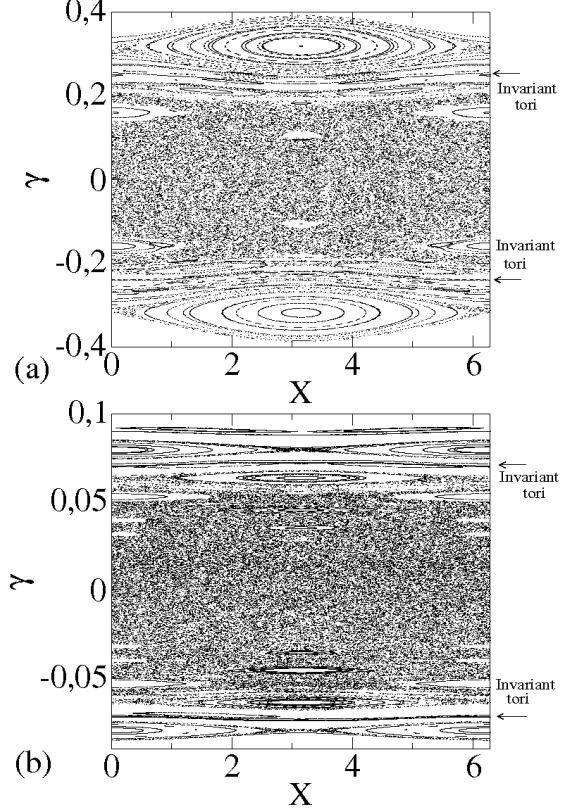 0,4
Invariant
tori
0,2
γ
0
Invariant
tori
-0,2
-0,4
0
2
4
6
(a)
X
0,1
Invariant
tori
0,05
γ
0
-0,05
Invariant
tori
0
2
4
6
(b)
X